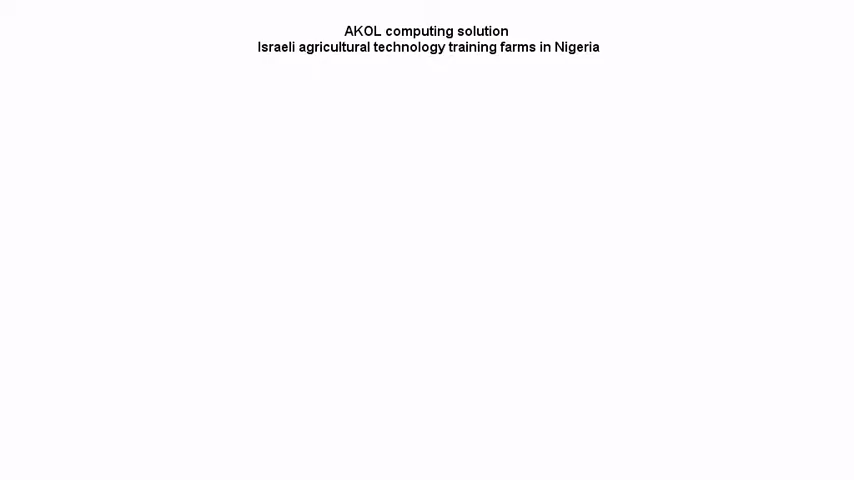 AKOL computing solution
Israeli agricultural technology training farms in Nigeria